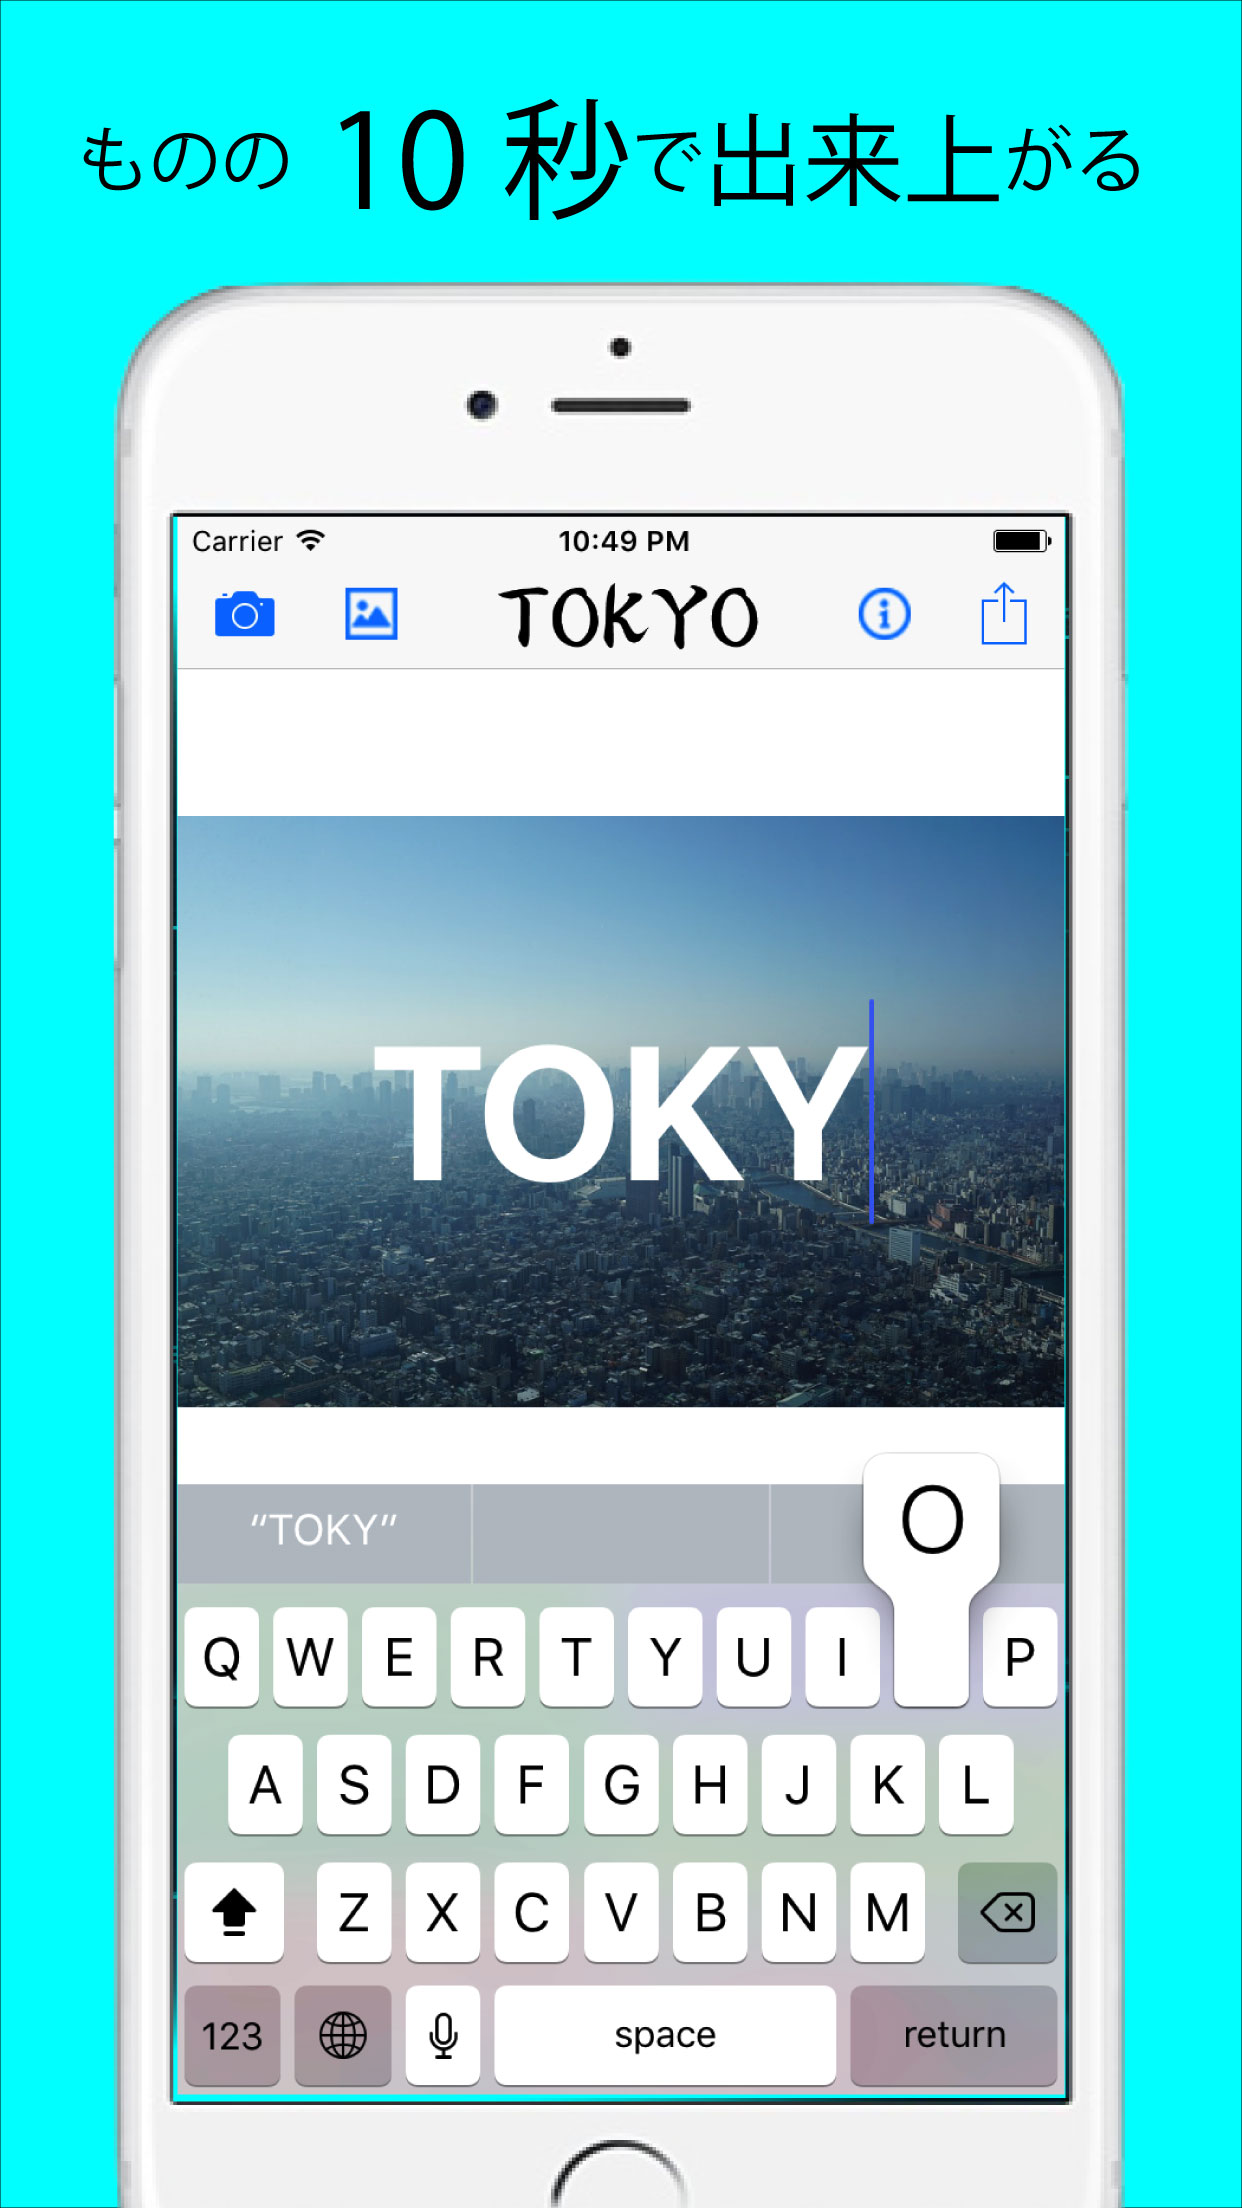 ものの 10 秒で出来上がる
Carrier 10:49 PM
TOKYO
TOKY
“TOKY”
O
Q W E R T Y U I P
A S D F G H J K L
Z X C V B N M
123 space return